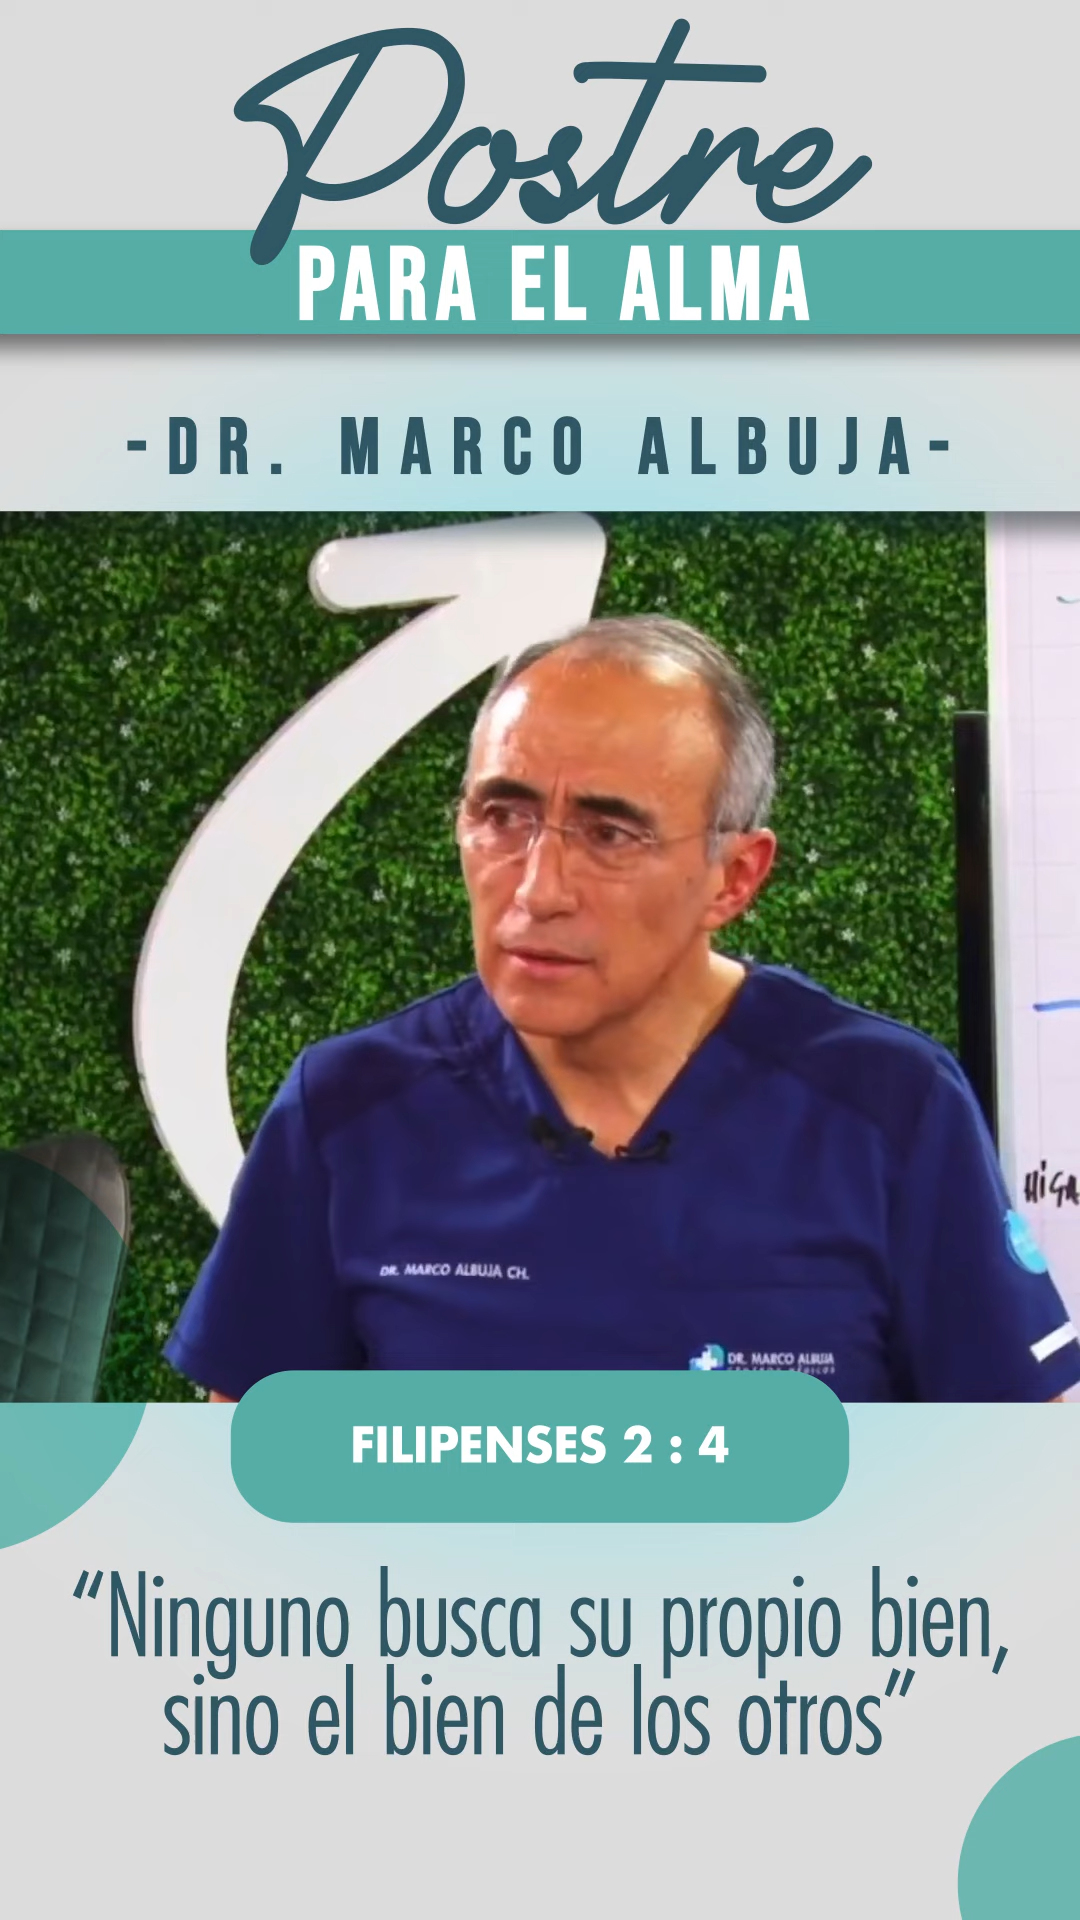 Postre
PARA EL ALMA
-DR. MARCO ALBUJA-
HÍGA
DR. MARCO ALBUJA CH.
DR. MARCO ALBUJA
FILIPENSES 2 : 4
“Ninguno busca su propio bien,
sino el bien de los otros”